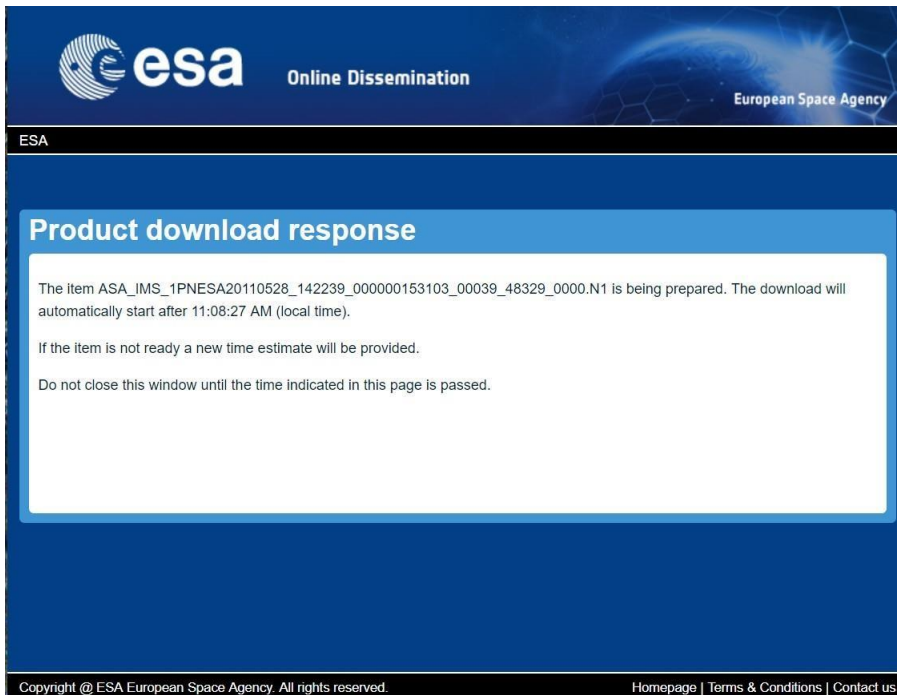 esa
Online Dissemination
European Space Agency
ESA
Product download response
The item ASA_IMS_1PNESA20110528_142239_000000153103_00039_48329_0000.N1 is being prepared. The download will
automatically start after 11:08:27 AM (local time).
If the item is not ready a new time estimate will be provided.
Do not close this window until the time indicated in this page is passed.
Copyright @ ESA European Space Agency. All rights reserved.
Homepage | Terms & Conditions | Contact us